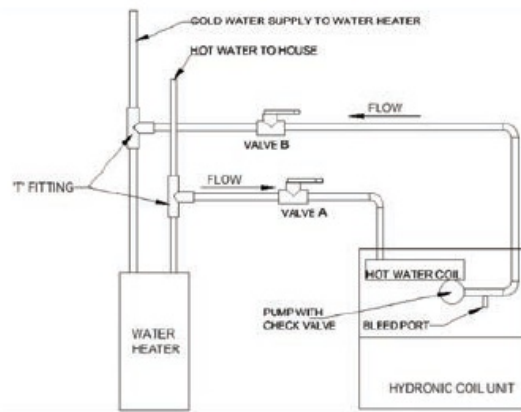 COLD WATER SUPPLY TO WATER HEATER
HOT WATER TO HOUSE
FLOW
VALVE B
'T' FITTING
FLOW
VALVE A
HOT WATER COIL
PUMP WITH
CHECK VALVE
BLEED PORT
WATER
HEATER
HYDRONIC COIL UNIT